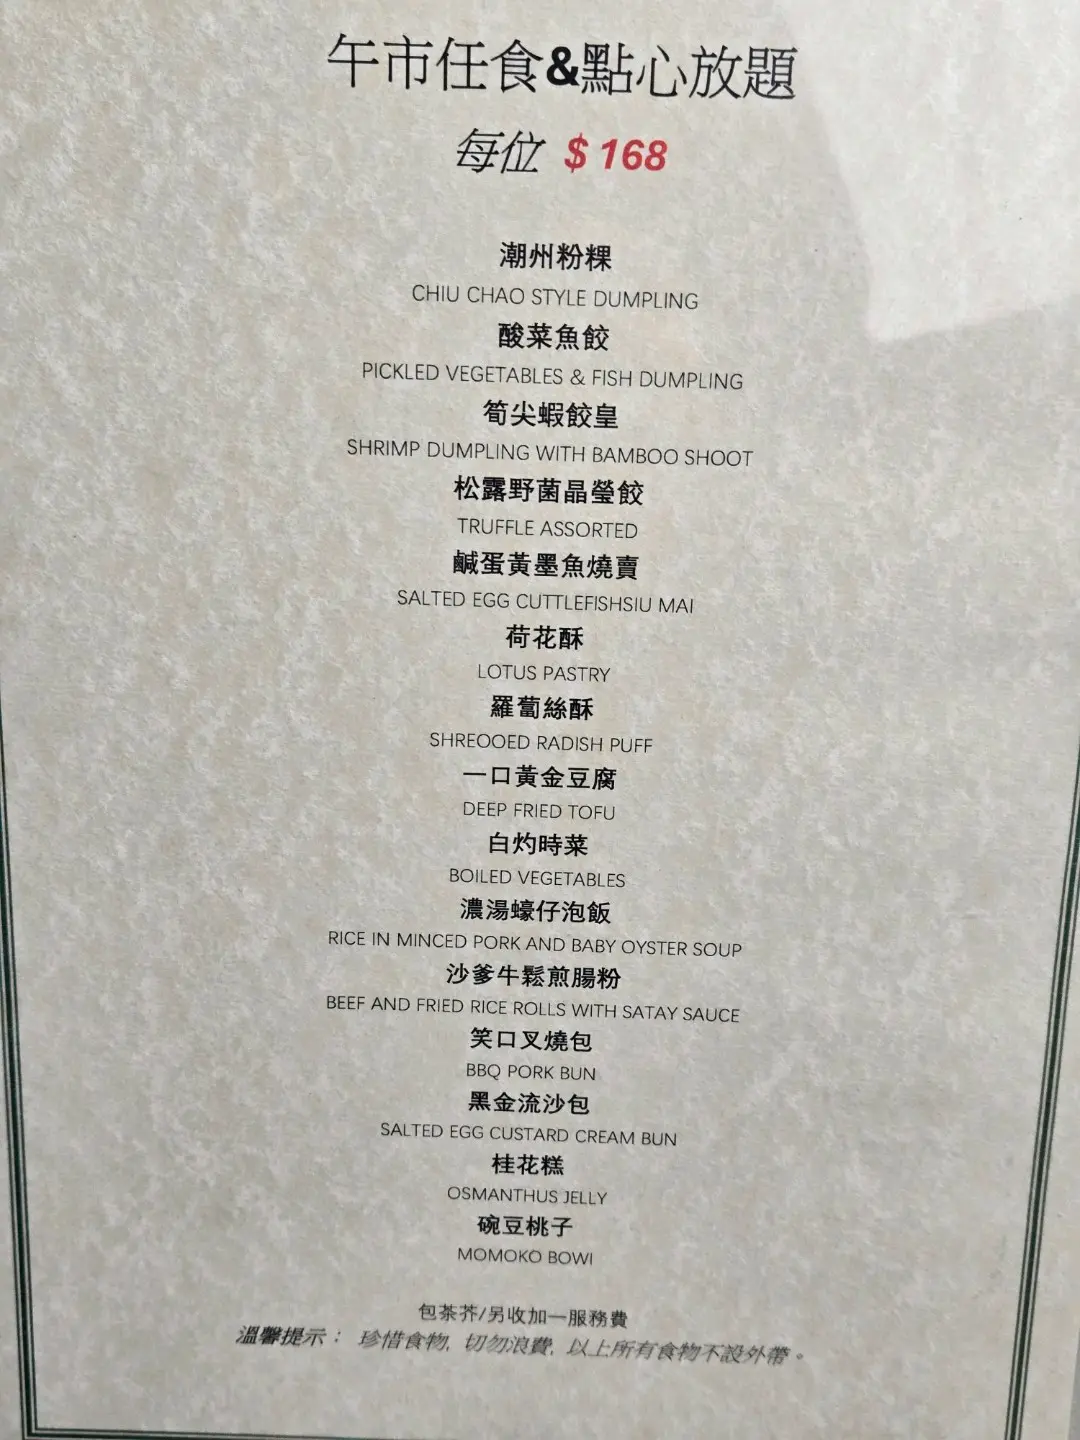 午市任食&點心放題
每位 $168
潮州粉粿
CHIU CHAO STYLE DUMPLING
酸菜魚餃
PICKLED VEGETABLES & FISH DUMPLING
筍尖蝦餃皇
SHRIMP DUMPLING WITH BAMBOO SHOOT
松露野菌晶瑩餃
TRUFFLE ASSORTED
鹹蛋黃墨魚燒賣
SALTED EGG CUTTLEFISHSIU MAI
荷花酥
LOTUS PASTRY
羅蔔絲酥
SHREOOED RADISH PUFF
一口黃金豆腐
DEEP FRIED TOFU
白灼時菜
BOILED VEGETABLES
濃湯蠔仔泡飯
RICE IN MINCED PORK AND BABY OYSTER SOUP
沙爹牛鬆煎腸粉
BEEF AND FRIED RICE ROLLS WITH SATAY SAUCE
笑口叉燒包
BBQ PORK BUN
黑金流沙包
SALTED EGG CUSTARD CREAM BUN
桂花糕
OSMANTHUS JELLY
碗豆桃子
MOMOKO BOWI
包茶芥/另收加一服務費
溫馨提示： 珍惜食物, 切勿浪費, 以上所有食物不設外帶。